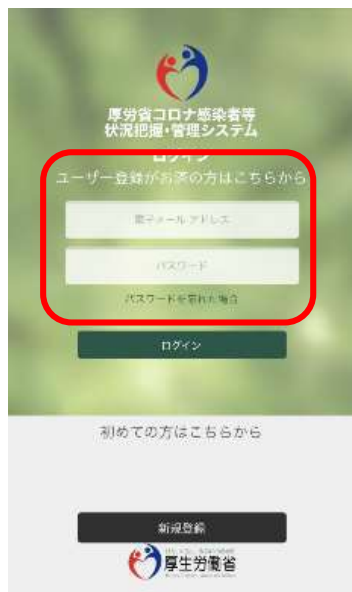 厚労省コロナ感染者等
状況把握・管理システム
ログイン
ユーザー登録がお済の方はこちらから
電子メール アドレス
パスワード
パスワードを忘れた場合
ログイン
初めての方はこちらから
新規登録
厚生労働省